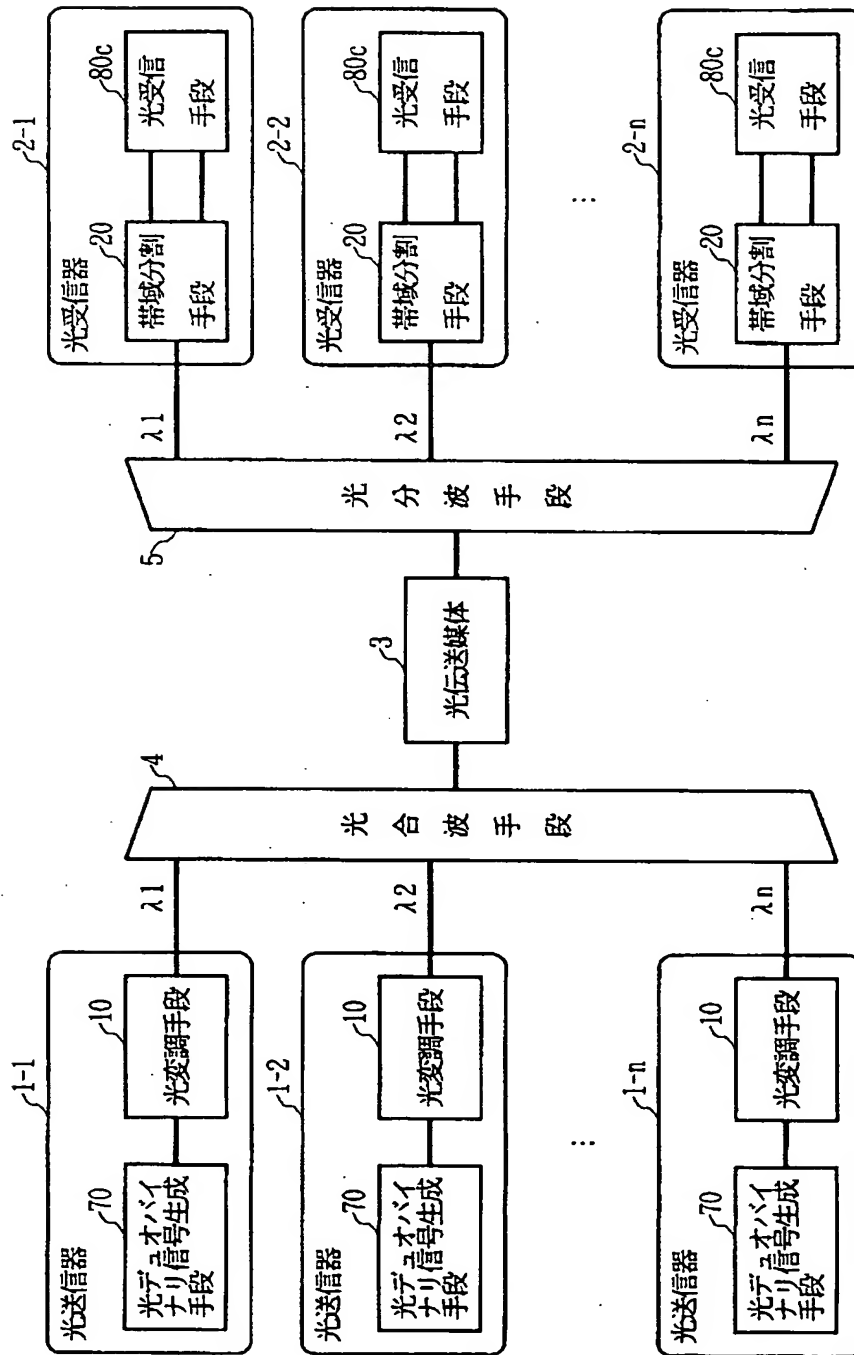 1-1
光送信器
70
光デュオバイ
ナリ信号生成
手段
10
光変調手段
λ1
1-2
光送信器
70
光デュオバイ
ナリ信号生成
手段
10
光変調手段
λ2
⋮
1-n
光送信器
70
光デュオバイ
ナリ信号生成
手段
10
光変調手段
λn
4
光合波手段
3
光伝送媒体
5
光分波手段
λ1
2-1
光受信器
20
帯域分割
手段
80c
光受信
手段
λ2
2-2
光受信器
20
帯域分割
手段
80c
光受信
手段
⋮
λn
2-n
光受信器
20
帯域分割
手段
80c
光受信
手段